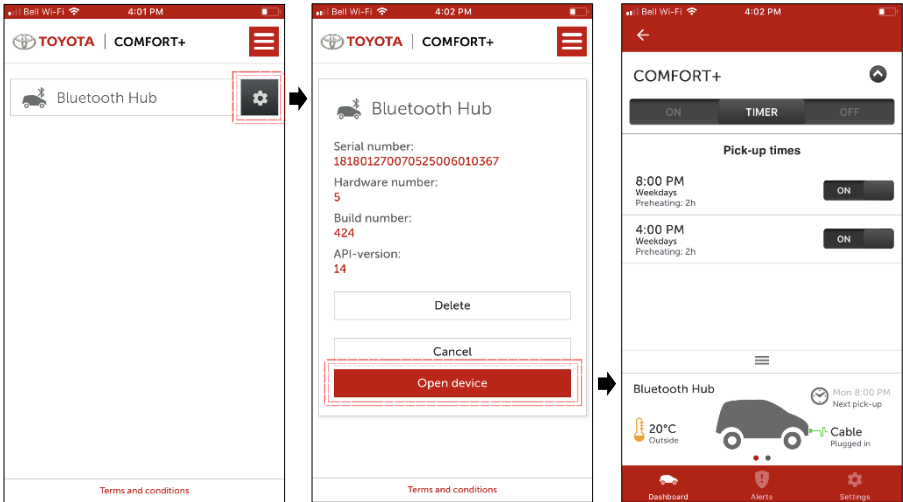 Bell Wi-Fi 4:01 PM
TOYOTA | COMFORT+
Bluetooth Hub
Terms and conditions
Bell Wi-Fi 4:02 PM
TOYOTA | COMFORT+
Bluetooth Hub
Serial number:
181801270070525006010367
Hardware number:
5
Build number:
424
API-version:
14
Delete
Cancel
Open device
Terms and conditions
Bell Wi-Fi 4:02 PM
COMFORT+
ON TIMER OFF
Pick-up times
8:00 PM
Weekdays
Preheating: 2h
ON
4:00 PM
Weekdays
Preheating: 2h
ON
Bluetooth Hub
Mon 8:00 PM
Next pick-up
20°C
Outside
Cable
Plugged in
Dashboard Alerts Settings